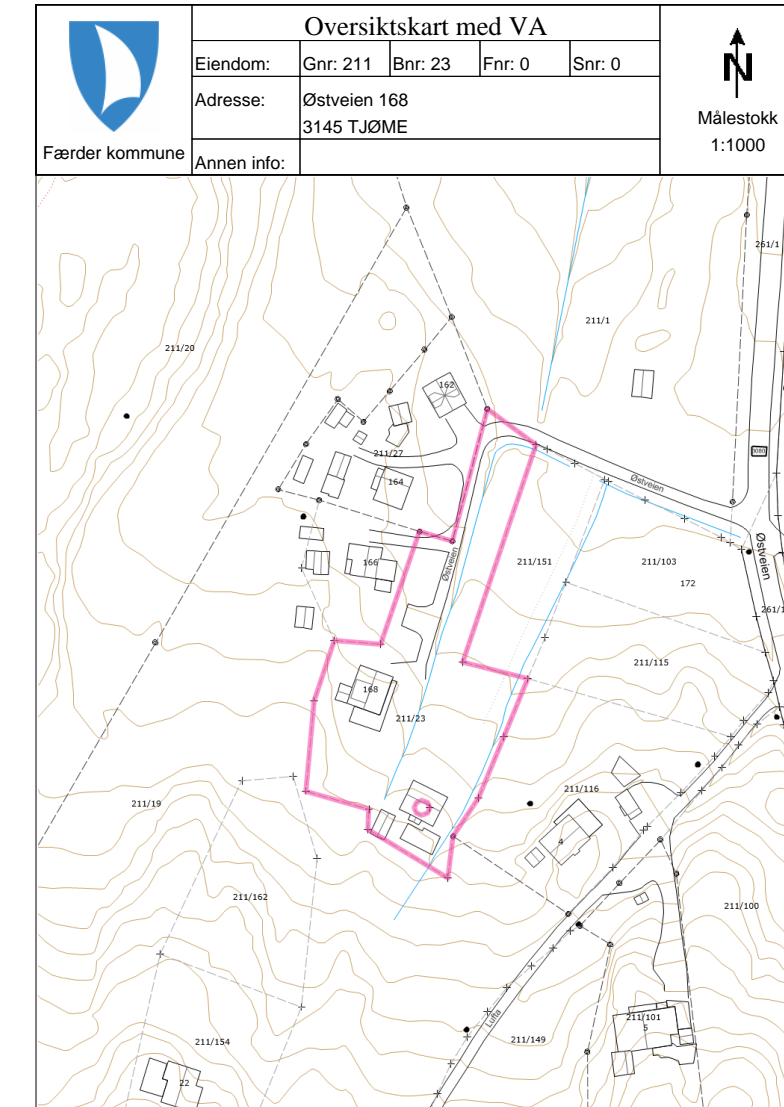 Oversiktskart med VA
Eiendom: Gnr: 211 Bnr: 23 Fnr: 0 Snr: 0
Adresse: Østveien 168
3145 TJØME
Annen info:
Færder kommune
N
Målestokk
1:1000
261/1
211/1
211/20
162
211/27
164
Østveien
3080
Østveien
166
Østveien
211/151
211/103
172
261/1
211/115
168
211/23
211/19
211/116
4
211/162
211/100
Lufta
211/101
5
211/154
211/149
22